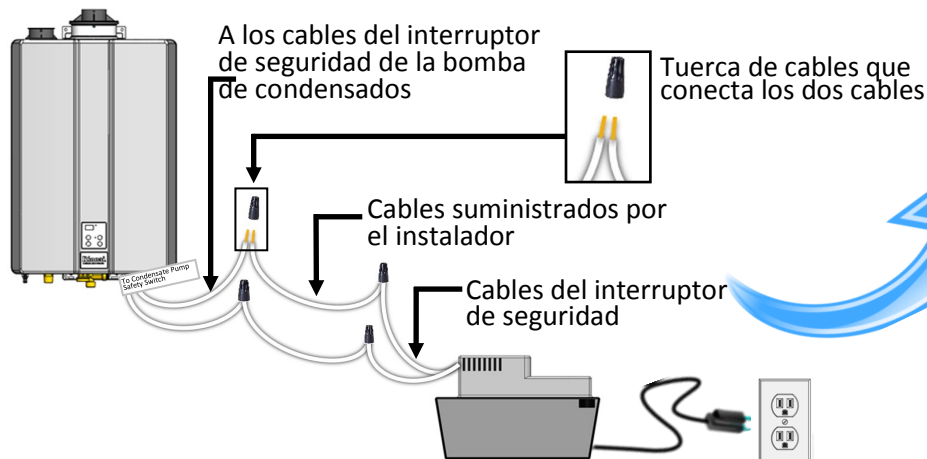 A los cables del interruptor
de seguridad de la bomba
de condensados
Tuerca de cables que
conecta los dos cables
Cables suministrados por
el instalador
To Condensate Pump
Safety Switch
Rinnai
Cables del interruptor
de seguridad